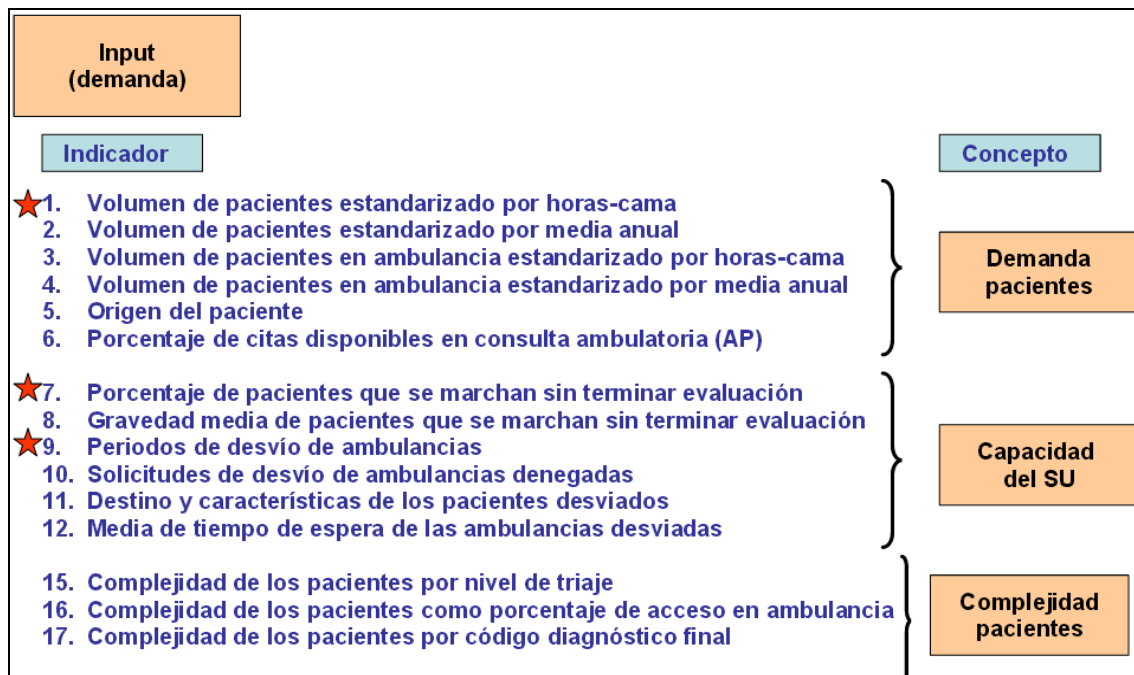 Input
(demanda)
Indicador
Concepto
1. Volumen de pacientes estandarizado por horas-cama
2. Volumen de pacientes estandarizado por media anual
3. Volumen de pacientes en ambulancia estandarizado por horas-cama
4. Volumen de pacientes en ambulancia estandarizado por media anual
5. Origen del paciente
6. Porcentaje de citas disponibles en consulta ambulatoria (AP)
Demanda
pacientes
7. Porcentaje de pacientes que se marchan sin terminar evaluación
8. Gravedad media de pacientes que se marchan sin terminar evaluación
9. Periodos de desvío de ambulancias
10. Solicitudes de desvío de ambulancias denegadas
11. Destino y características de los pacientes desviados
12. Media de tiempo de espera de las ambulancias desviadas
Capacidad
del SU
15. Complejidad de los pacientes por nivel de triaje
16. Complejidad de los pacientes como porcentaje de acceso en ambulancia
17. Complejidad de los pacientes por código diagnóstico final
Complejidad
pacientes